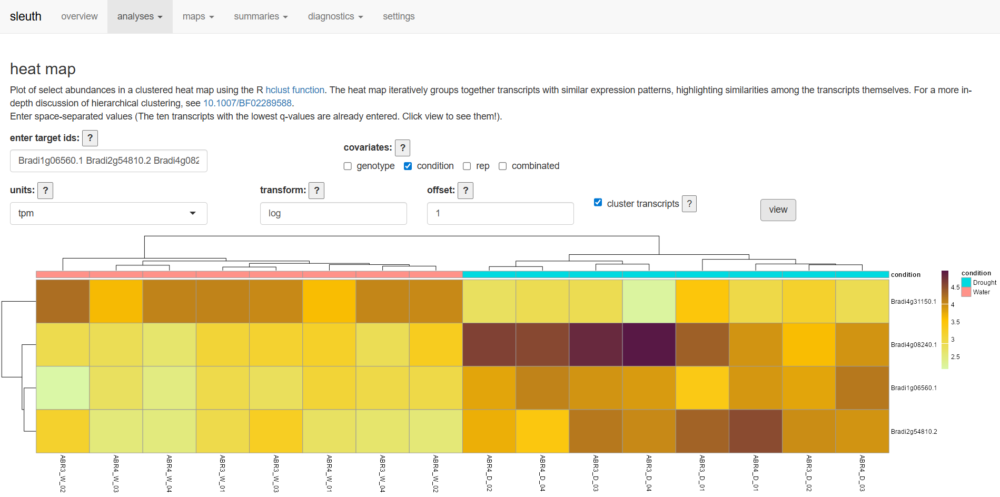 sleuth overview analyses maps summaries diagnostics settings
heat map
Plot of select abundances in a clustered heat map using the R hclust function. The heat map iteratively groups together transcripts with similar expression patterns, highlighting similarities among the transcripts themselves. For a more in-
depth discussion of hierarchical clustering, see 10.1007/BF02289588.
Enter space-separated values (The ten transcripts with the lowest q-values are already entered. Click view to see them!).
enter target ids: ?
Bradi1g06560.1 Bradi2g54810.2 Bradi4g082
covariates: ?
genotype condition rep combinated
units: ?
tpm
transform: ?
log
offset: ?
1
cluster transcripts ?
view
condition
Bradi4g31150.1
Bradi4g08240.1
Bradi1g06560.1
Bradi2g54810.2
4.5
4
3.5
3
2.5
condition
Drought
Water
ABR3_W_02
ABR4_W_03
ABR4_W_04
ABR3_W_01
ABR3_W_03
ABR4_W_01
ABR3_W_04
ABR4_W_02
ABR4_D_02
ABR4_D_04
ABR3_D_03
ABR3_D_04
ABR3_D_01
ABR4_D_01
ABR3_D_02
ABR4_D_03